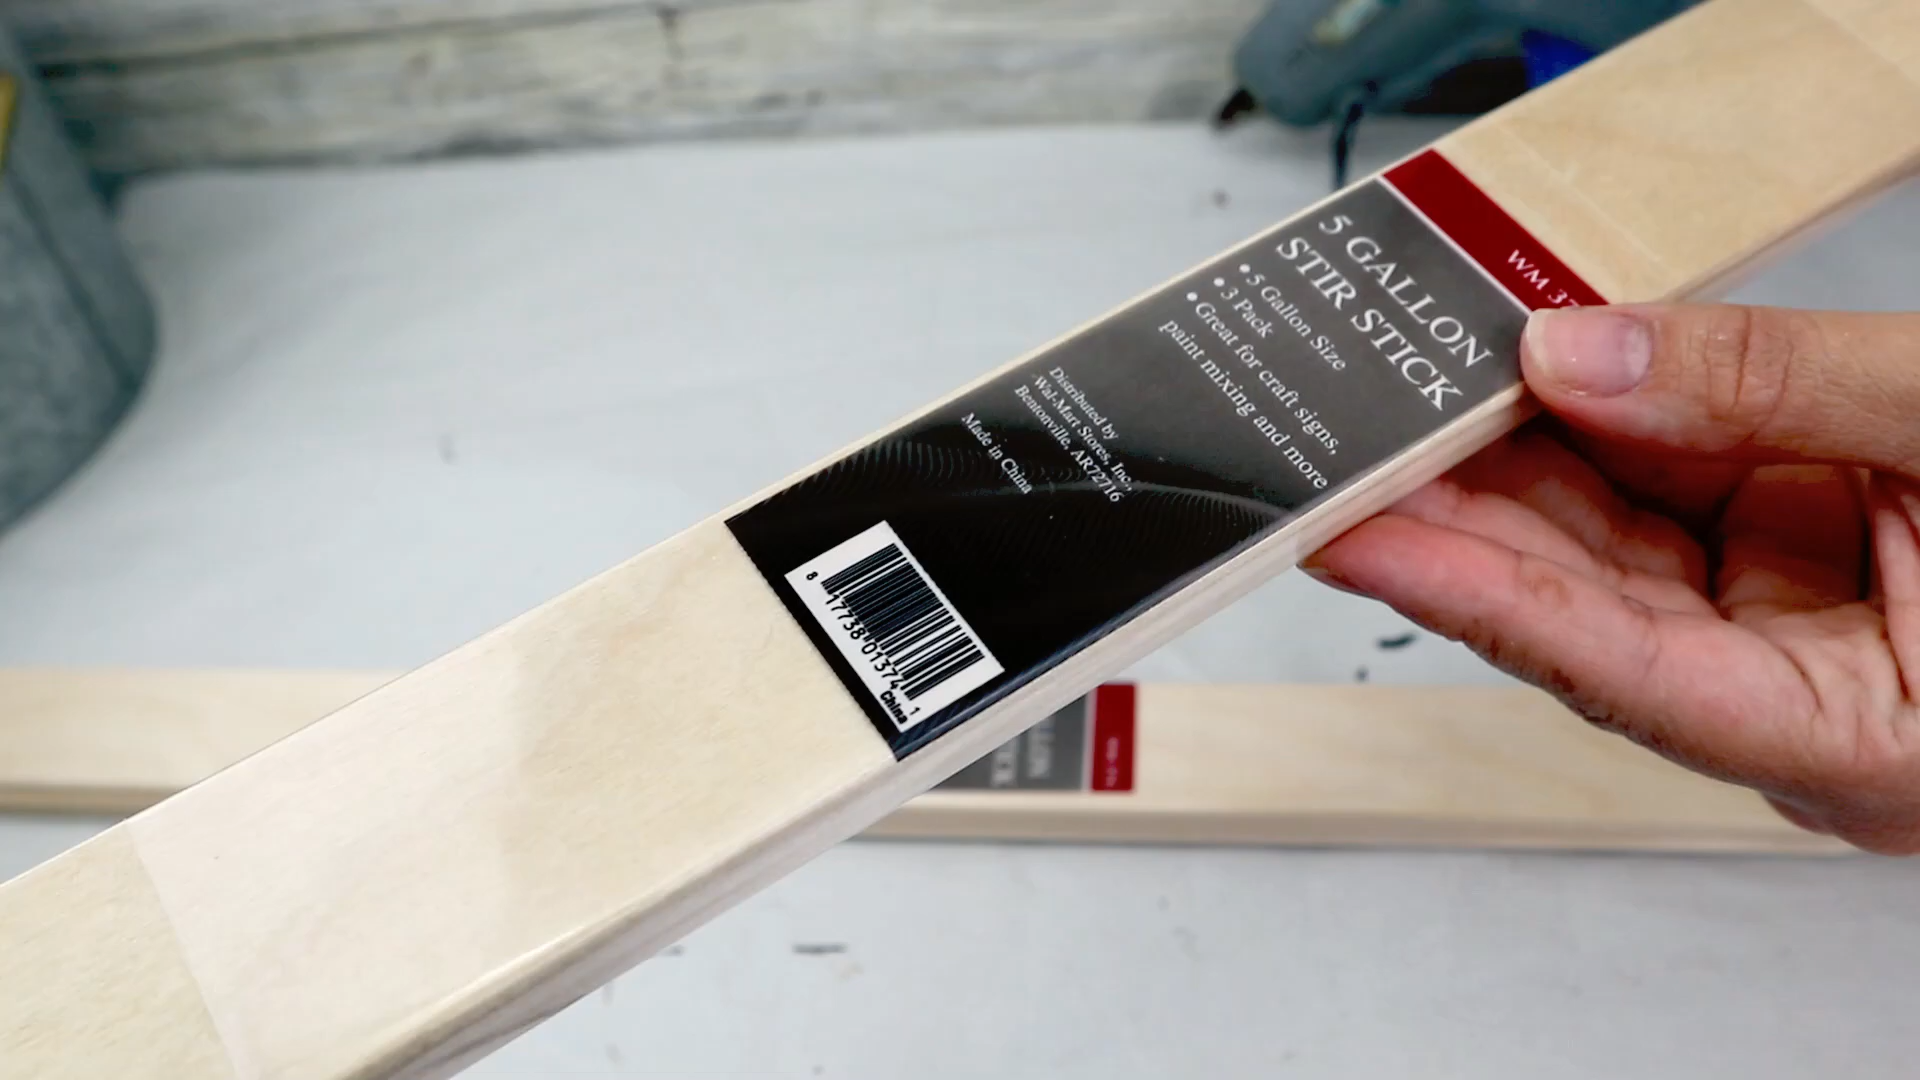 WM
5 GALLON
STIR STICK
• 5 Gallon Size
• 3 Pack
• Great for craft signs,
paint mixing and more
Distributed by
Wal-Mart Stores, Inc.,
Bentonville, AR72716
Made in China
8 17738 01374 1
China